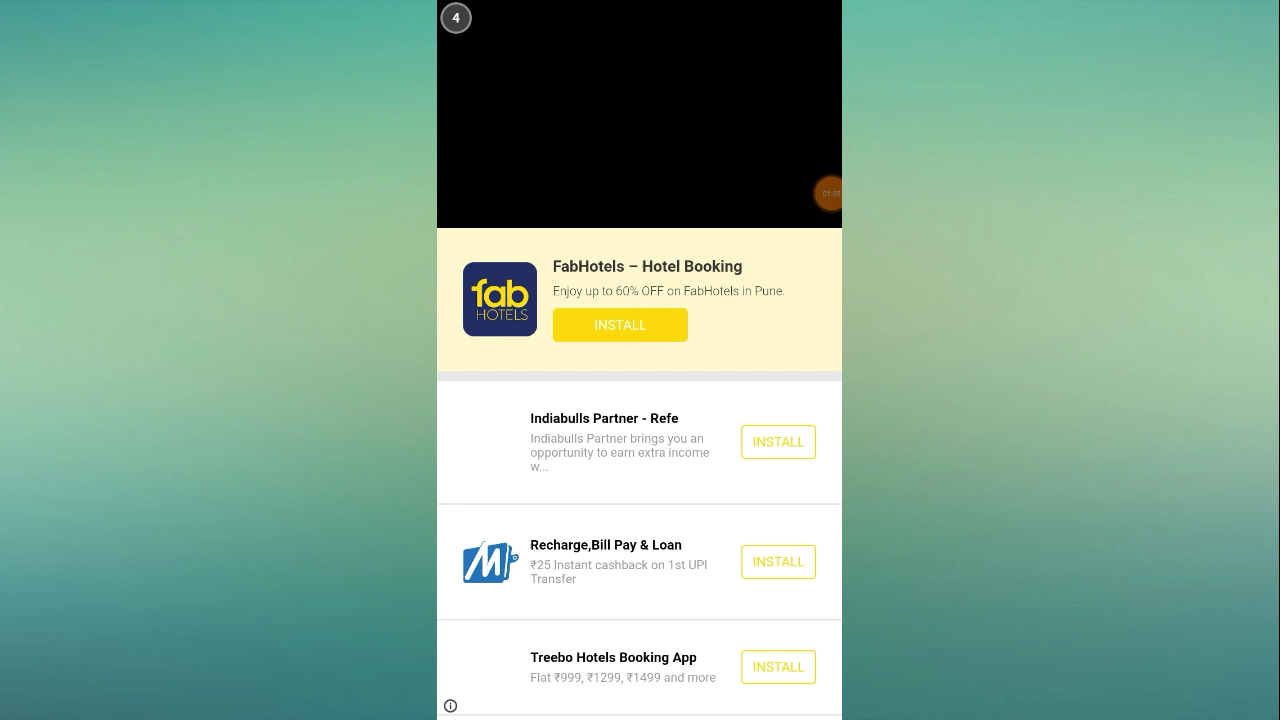 4
01:55
fab
HOTELS
FabHotels – Hotel Booking
Enjoy up to 60% OFF on FabHotels in Pune.
INSTALL
Indiabulls Partner - Refe
Indiabulls Partner brings you an
opportunity to earn extra income
w...
INSTALL
M
Recharge,Bill Pay & Loan
₹25 Instant cashback on 1st UPI
Transfer
INSTALL
Treebo Hotels Booking App
Flat ₹999, ₹1299, ₹1499 and more
INSTALL